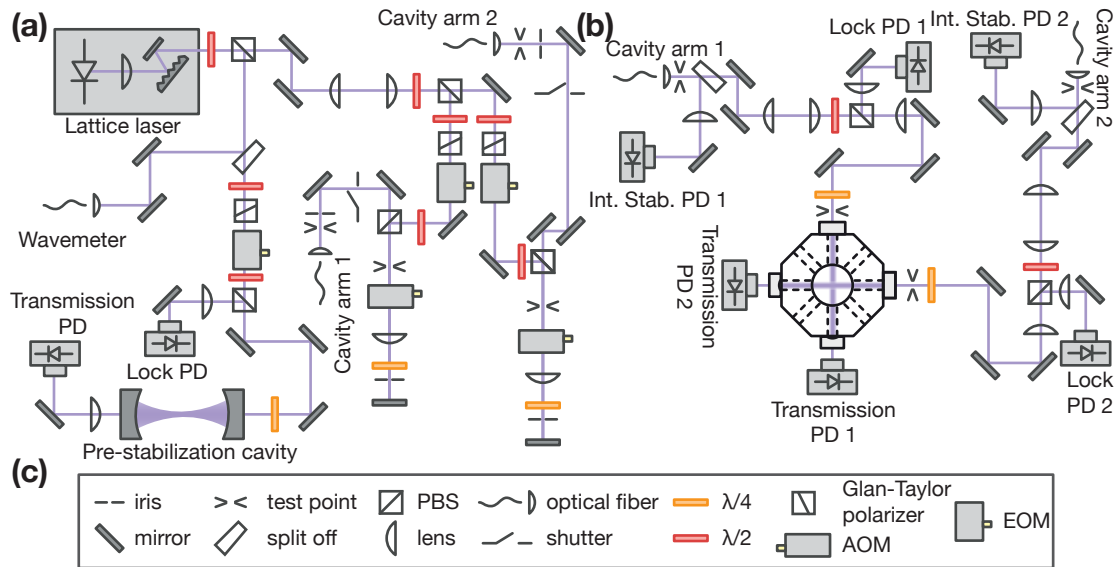 (a)
Cavity arm 2
Lattice laser
Wavemeter
Cavity arm 1
Transmission
PD
Lock PD
Pre-stabilization cavity
(b)
Cavity arm 1
Lock PD 1
Int. Stab. PD 2
Cavity arm 2
Int. Stab. PD 1
Transmission
PD 2
Transmission
PD 1
Lock
PD 2
(c)
iris
test point
PBS
optical fiber
λ/4
Glan-Taylor
polarizer
EOM
mirror
split off
lens
shutter
λ/2
AOM